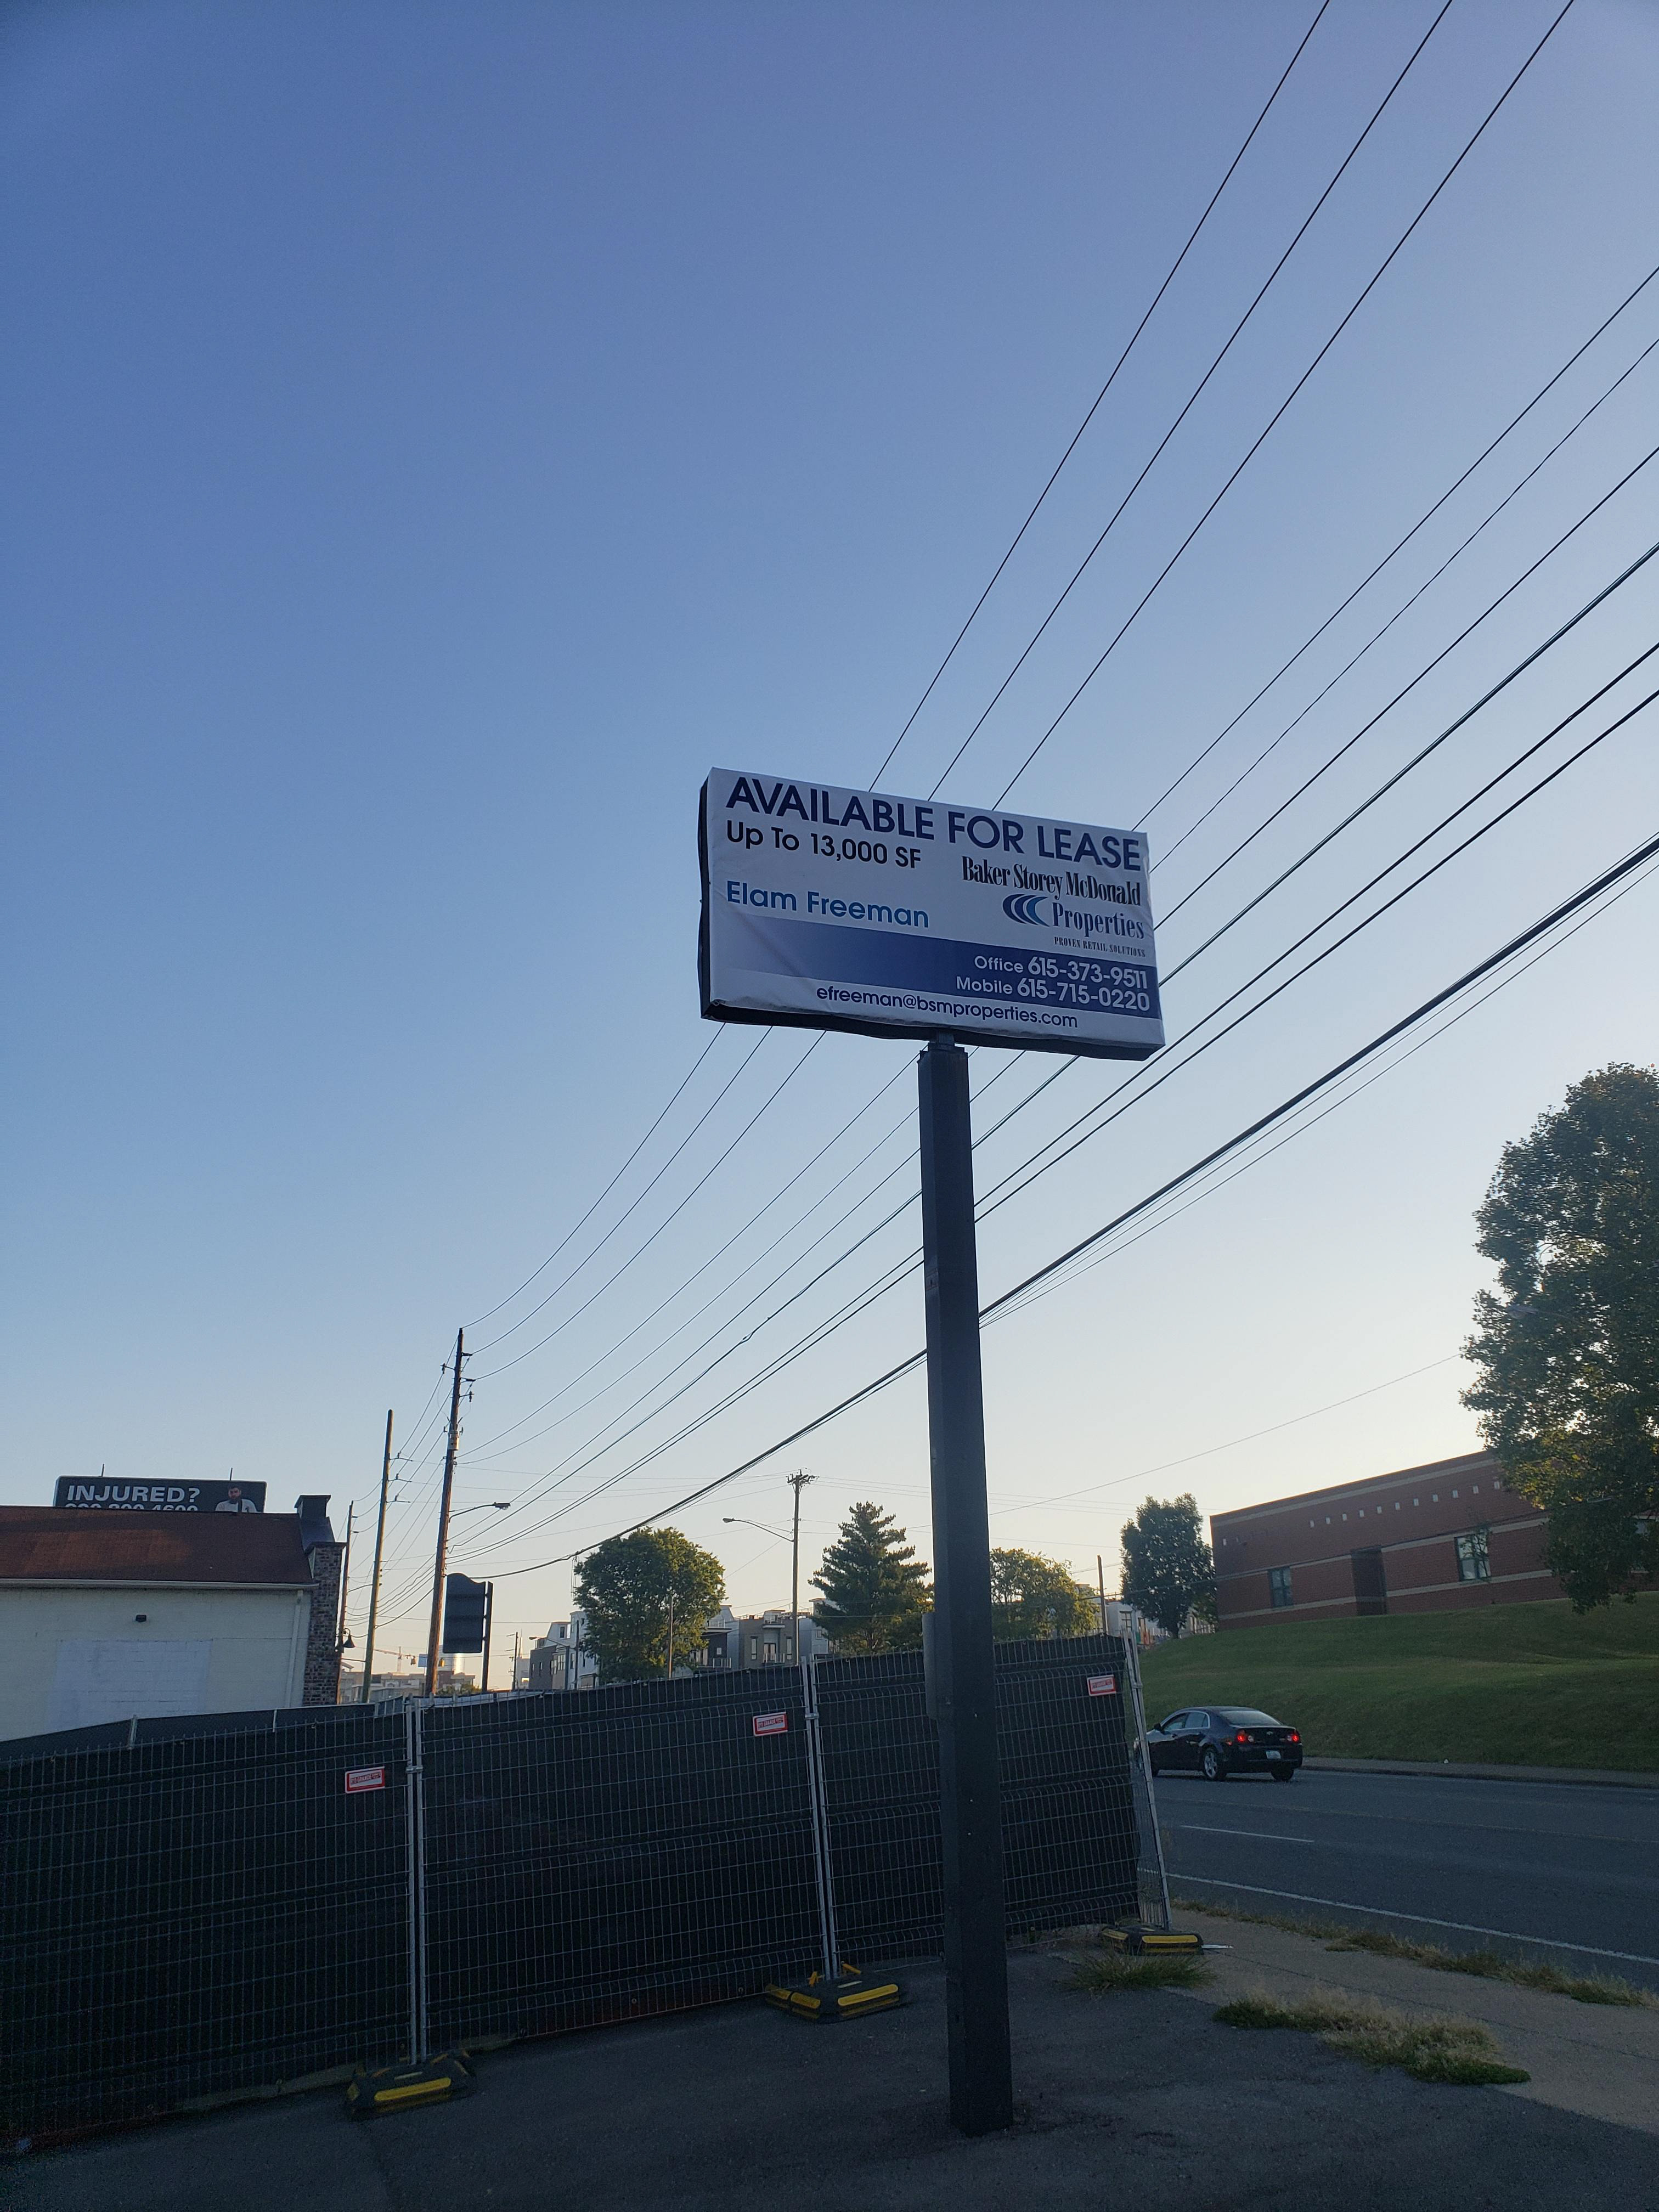 AVAILABLE FOR LEASE
Up To 13,000 SF
Baker Storey McDonald
Properties
PROVEN RETAIL SOLUTIONS
Elam Freeman
Office 615-373-9511
Mobile 615-715-0220
efreeman@bsmproperties.com
INJURED?